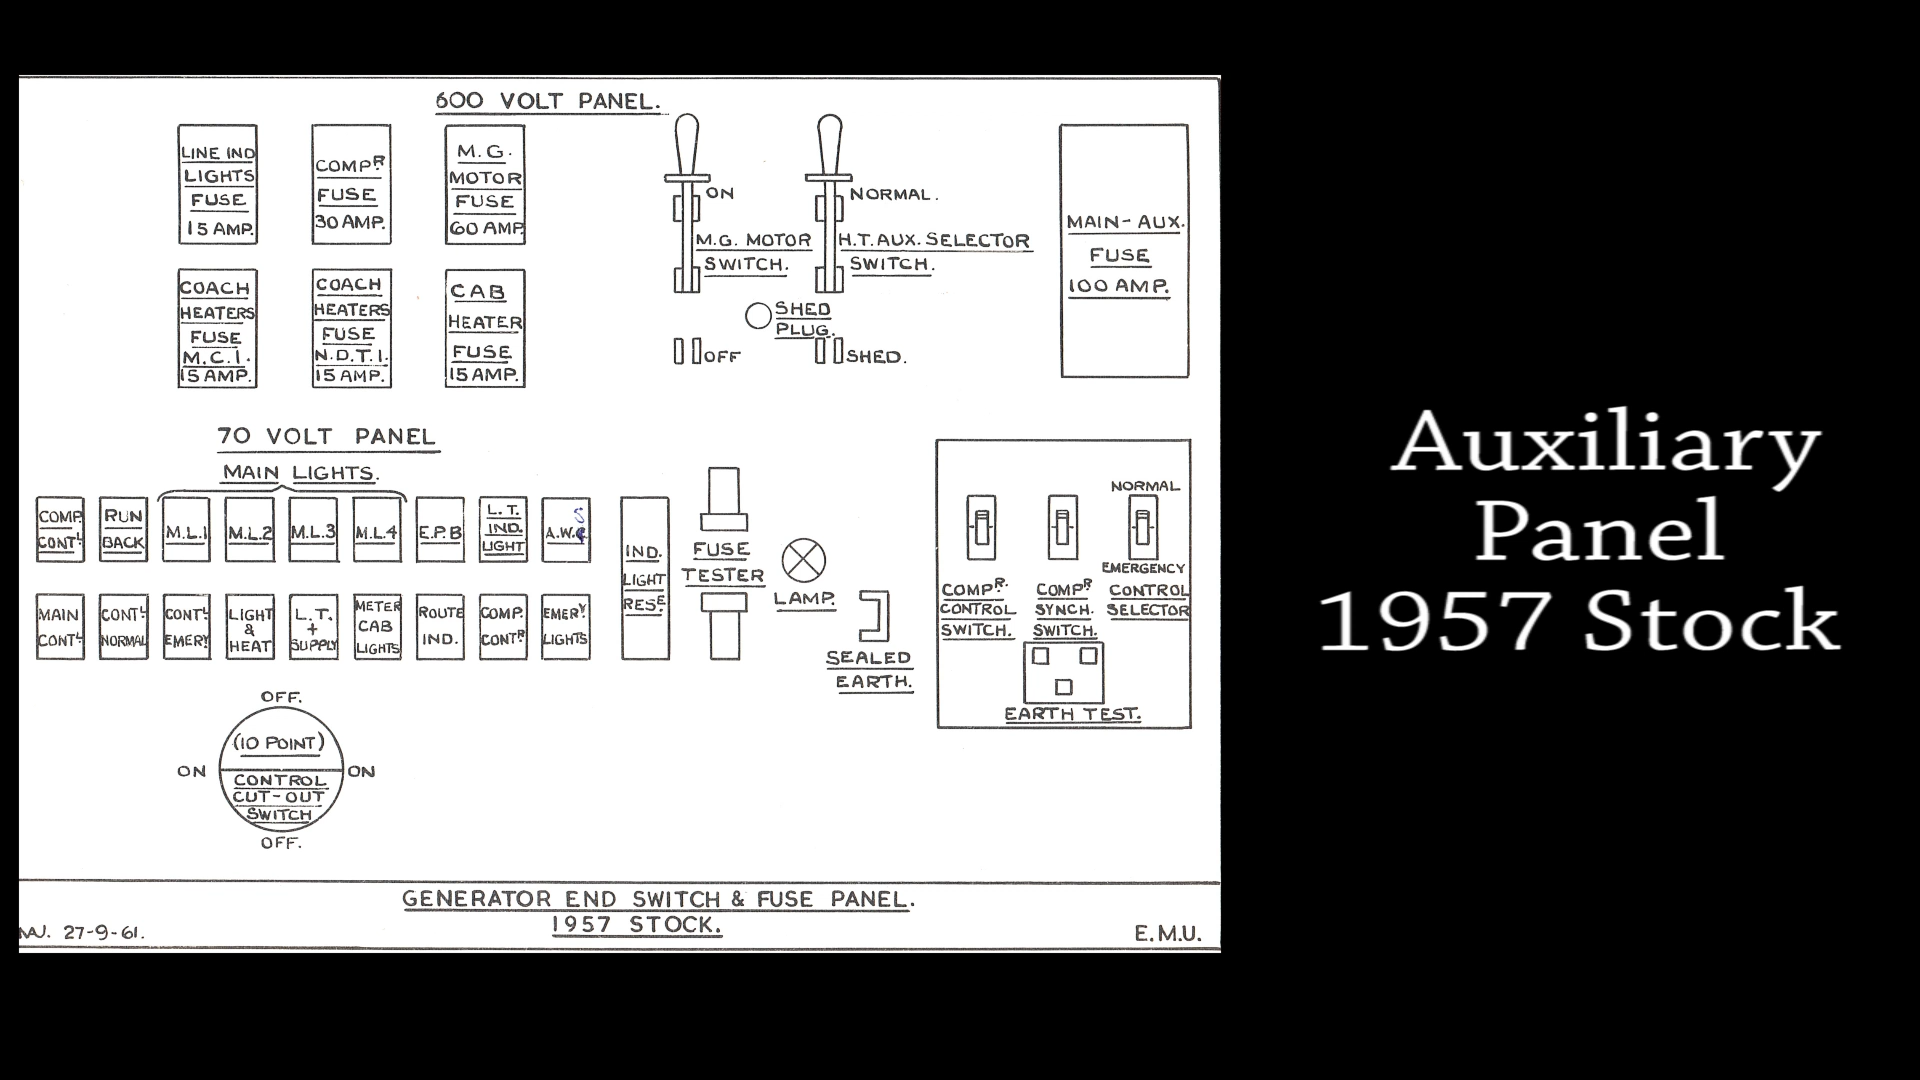 600 VOLT PANEL.
LINE IND
LIGHTS
FUSE
15 AMP.
COMPR
FUSE
30 AMP.
M.G.
MOTOR
FUSE
60 AMP.
ON
M.G. MOTOR
SWITCH.
OFF
NORMAL.
H.T. AUX. SELECTOR
SWITCH.
SHED
PLUG.
SHED.
MAIN-AUX.
FUSE
100 AMP.
COACH
HEATERS
FUSE
M.C.1.
15 AMP.
COACH
HEATERS
FUSE
N.D.T.1.
15 AMP.
CAB
HEATER
FUSE
15 AMP.
70 VOLT PANEL
MAIN LIGHTS.
COMP.
CONTL
RUN
BACK
M.L.1
M.L.2
M.L.3
M.L.4
E.P.B
L.T.
IND.
LIGHT
A.W.S
MAIN
CONTL
CONTL
NORMAL
CONTL
EMERY
LIGHT
&
HEAT
L.T.
+
SUPPLY
METER
CAB
LIGHTS
ROUTE
IND.
COMP.
CONTR
EMERY
LIGHTS
IND.
LIGHT
RESE
FUSE
TESTER
LAMP.
SEALED
EARTH.
COMPR.
CONTROL
SWITCH.
COMPR
SYNCH.
SWITCH.
NORMAL
EMERGENCY
CONTROL
SELECTOR
EARTH TEST.
OFF.
ON
(10 POINT)
CONTROL
CUT-OUT
SWITCH
ON
OFF.
GENERATOR END SWITCH & FUSE PANEL.
1957 STOCK.
27-9-61.
E.M.U.
Auxiliary
Panel
1957 Stock